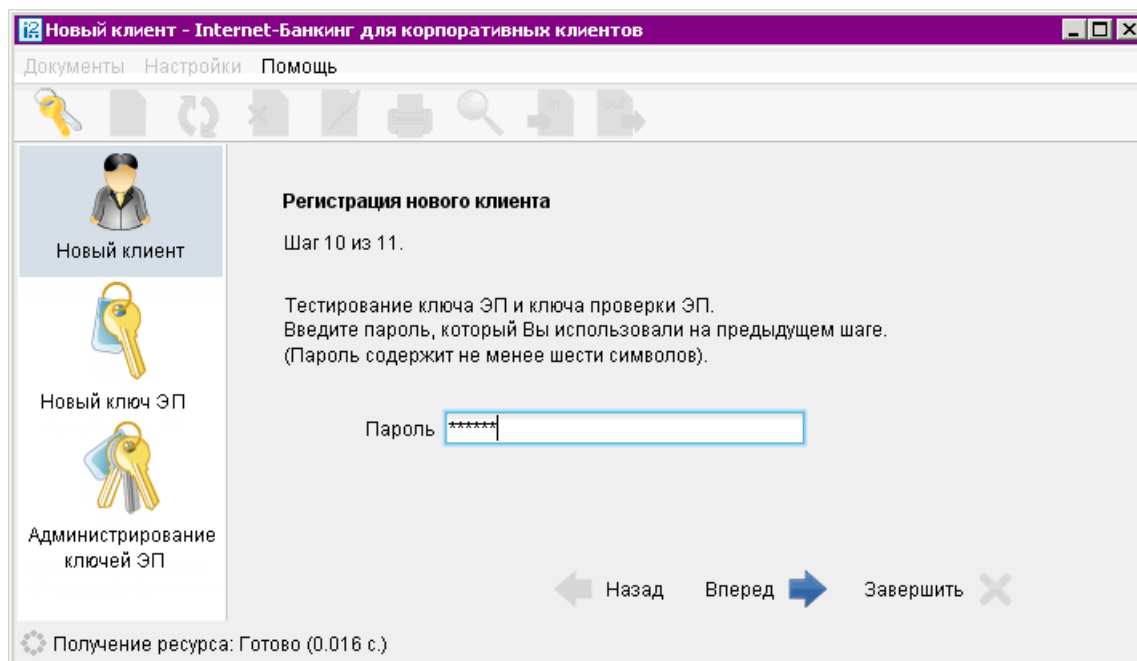 Новый клиент - Internet-Банкинг для корпоративных клиентов
Документы Настройки Помощь
in out
Новый клиент
Новый ключ ЭП
Администрирование
ключей ЭП
Регистрация нового клиента
Шаг 10 из 11.
Тестирование ключа ЭП и ключа проверки ЭП.
Введите пароль, который Вы использовали на предыдущем шаге.
(Пароль содержит не менее шести символов).
Пароль ******
Назад Вперед Завершить
Получение ресурса: Готово (0.016 с.)